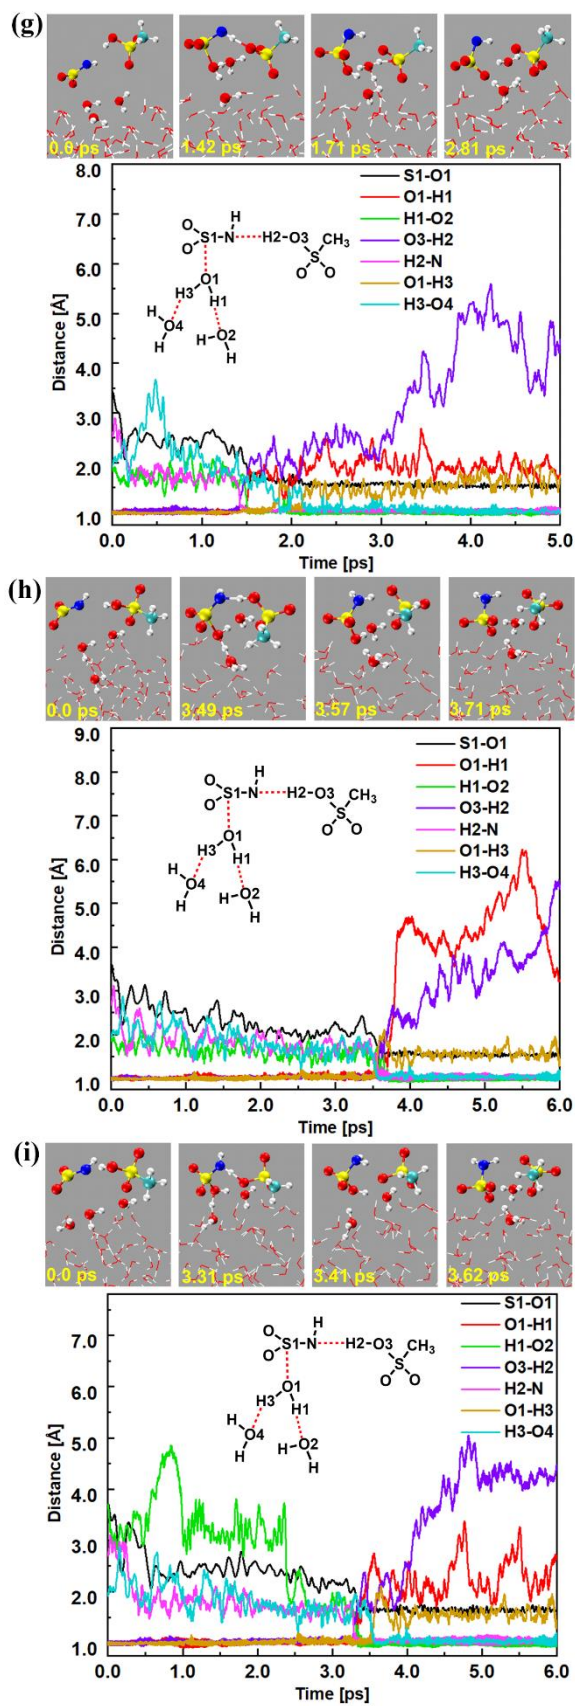 (g)
0.0 ps
1.42 ps
1.71 ps
2.81 ps
8.0
7.0
6.0
5.0
4.0
3.0
2.0
1.0
Distance [Å]
S1-O1
O1-H1
H1-O2
O3-H2
H2-N
O1-H3
H3-O4
H
O
S1-N
H2-O3
CH3
O
S
O1
O O
H3
H1
H
O4
H
H
O2
H
0.0 1.0 2.0 3.0 4.0 5.0
Time [ps]
(h)
0.0 ps
3.49 ps
3.57 ps
3.71 ps
9.0
8.0
7.0
6.0
5.0
4.0
3.0
2.0
1.0
Distance [Å]
S1-O1
O1-H1
H1-O2
O3-H2
H2-N
O1-H3
H3-O4
H
O
S1-N
H2-O3
CH3
O
S
O1
O O
H3
H1
H
O4
H
H
O2
H
0.0 1.0 2.0 3.0 4.0 5.0 6.0
Time [ps]
(i)
0.0 ps
3.31 ps
3.41 ps
3.62 ps
7.0
6.0
5.0
4.0
3.0
2.0
1.0
Distance [Å]
S1-O1
O1-H1
H1-O2
O3-H2
H2-N
O1-H3
H3-O4
H
O
S1-N
H2-O3
CH3
O
S
O1
O O
H3
H1
H
O4
H
H
O2
H
0.0 1.0 2.0 3.0 4.0 5.0 6.0
Time [ps]